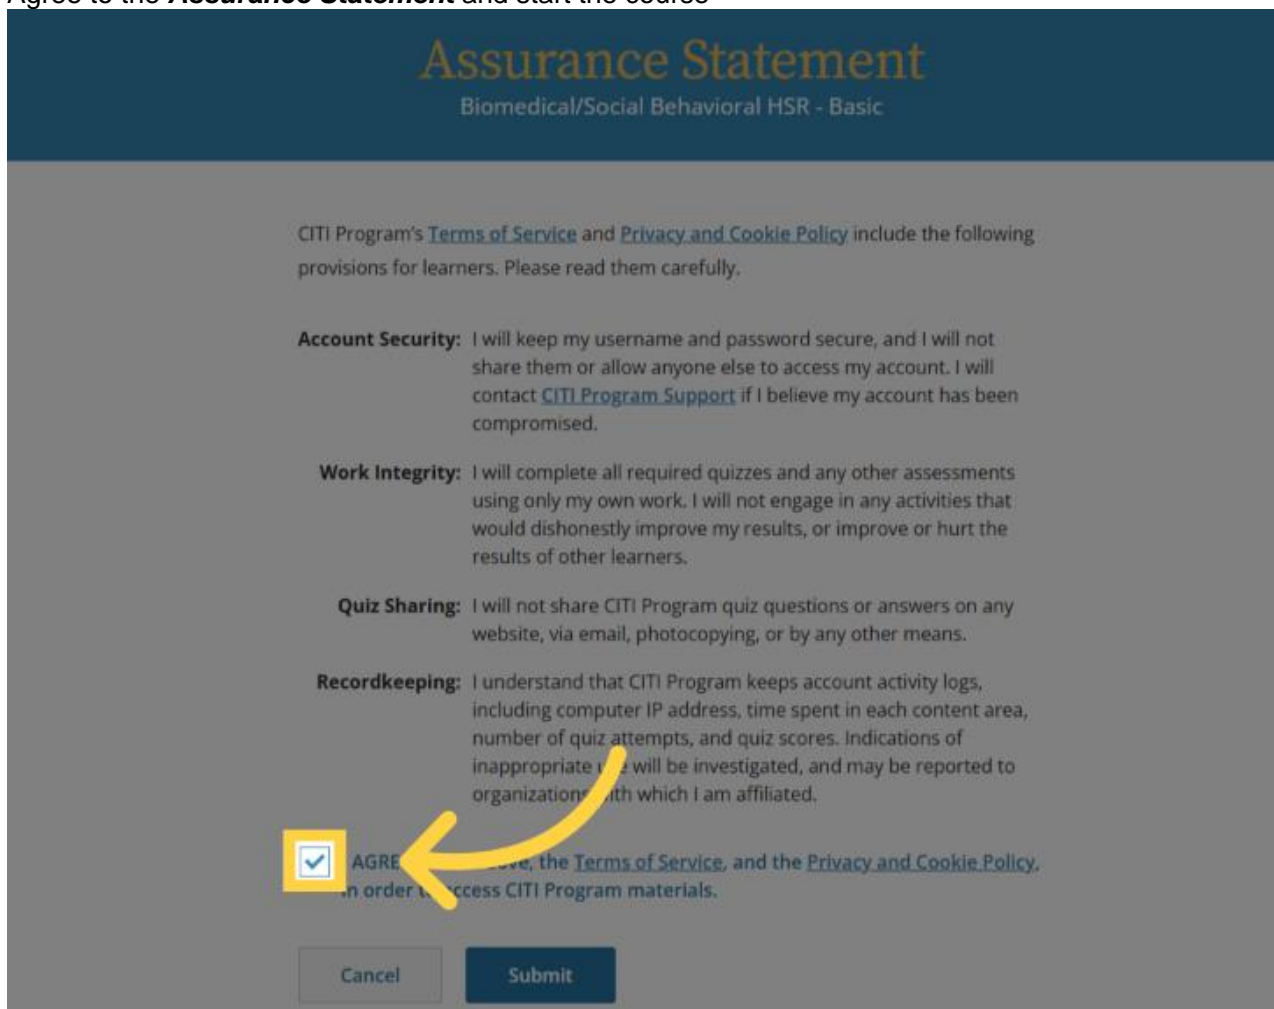 Agree to the Assurance Statement and start the course
Assurance Statement
Biomedical/Social Behavioral HSR - Basic
CITI Program's Terms of Service and Privacy and Cookie Policy include the following
provisions for learners. Please read them carefully.
Account Security: I will keep my username and password secure, and I will not
share them or allow anyone else to access my account. I will
contact CITI Program Support if I believe my account has been
compromised.
Work Integrity: I will complete all required quizzes and any other assessments
using only my own work. I will not engage in any activities that
would dishonestly improve my results, or improve or hurt the
results of other learners.
Quiz Sharing: I will not share CITI Program quiz questions or answers on any
website, via email, photocopying, or by any other means.
Recordkeeping: I understand that CITI Program keeps account activity logs,
including computer IP address, time spent in each content area,
number of quiz attempts, and quiz scores. Indications of
inappropriate will be investigated, and may be reported to
organizations with which I am affiliated.
the Terms of Service, and the Privacy and Cookie Policy,
in order access CITI Program materials.
Cancel Submit